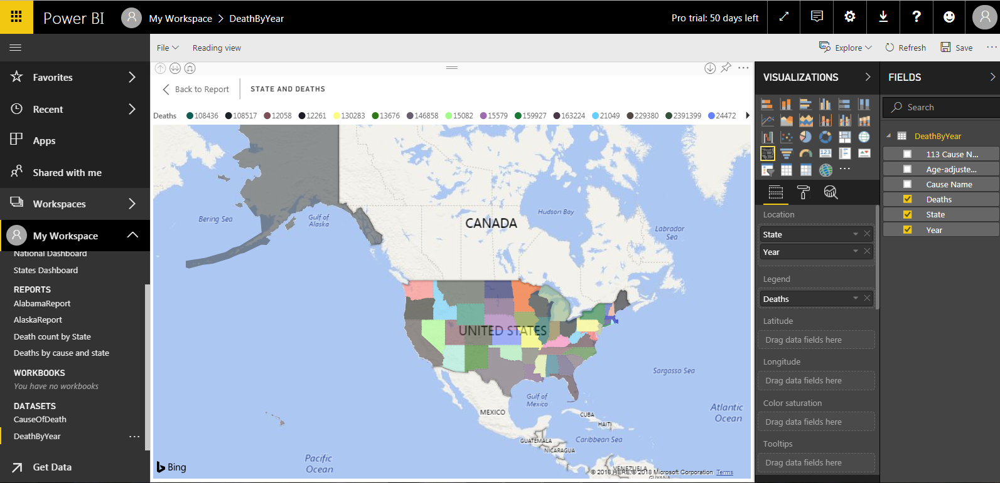 Power BI
My Workspace > DeathByYear
Pro trial: 50 days left
File
Reading view
Explore
Refresh
Save
Favorites
Recent
Apps
Shared with me
Workspaces
My Workspace
National Dashboard
States Dashboard
REPORTS
AlabamaReport
AlaskaReport
Death count by State
Deaths by cause and state
WORKBOOKS
You have no workbooks
DATASETS
CauseOfDeath
DeathByYear
Get Data
Back to Report
STATE AND DEATHS
Deaths 108436 108517 12058 12261 130283 13676 146858 15082 15579 159927 163224 21049 229380 2391399 24472
Bering Sea
Gulf of
Alaska
CANADA
Hudson Bay
Labrador
Sea
UNITED STATES
Sargasso Sea
Gulf of
Mexico
MEXICO
CUBA
HAITI
Atlantic
Ocean
GUATEMALA
Caribbean Sea
NICARAGUA
Pacific
Ocean
VENEZUELA
GUYANA
Bing
© 2018 HERE © 2018 Microsoft Corporation Terms
VISUALIZATIONS
Location
State
Year
Legend
Deaths
Latitude
Drag data fields here
Longitude
Drag data fields here
Color saturation
Drag data fields here
Tooltips
Drag data fields here
FIELDS
Search
DeathByYear
113 Cause N...
Age-adjuste...
Cause Name
Deaths
State
Year